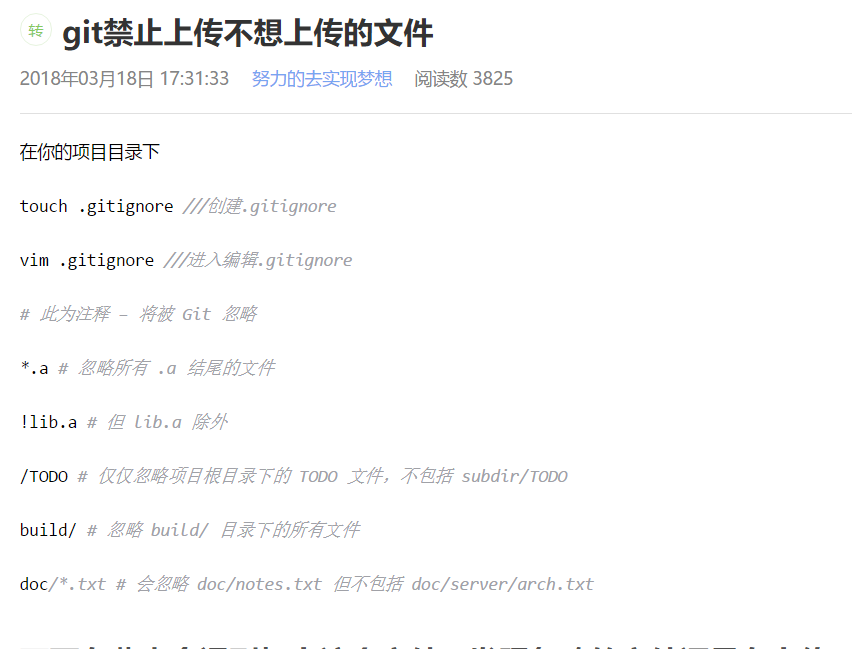 转 git禁止上传不想上传的文件
2018年03月18日 17:31:33 努力的去实现梦想 阅读数 3825
在你的项目目录下
touch .gitignore ///创建.gitignore
vim .gitignore ///进入编辑.gitignore
# 此为注释 – 将被 Git 忽略
*.a # 忽略所有 .a 结尾的文件
!lib.a # 但 lib.a 除外
/TODO # 仅仅忽略项目根目录下的 TODO 文件，不包括 subdir/TODO
build/ # 忽略 build/ 目录下的所有文件
doc/*.txt # 会忽略 doc/notes.txt 但不包括 doc/server/arch.txt